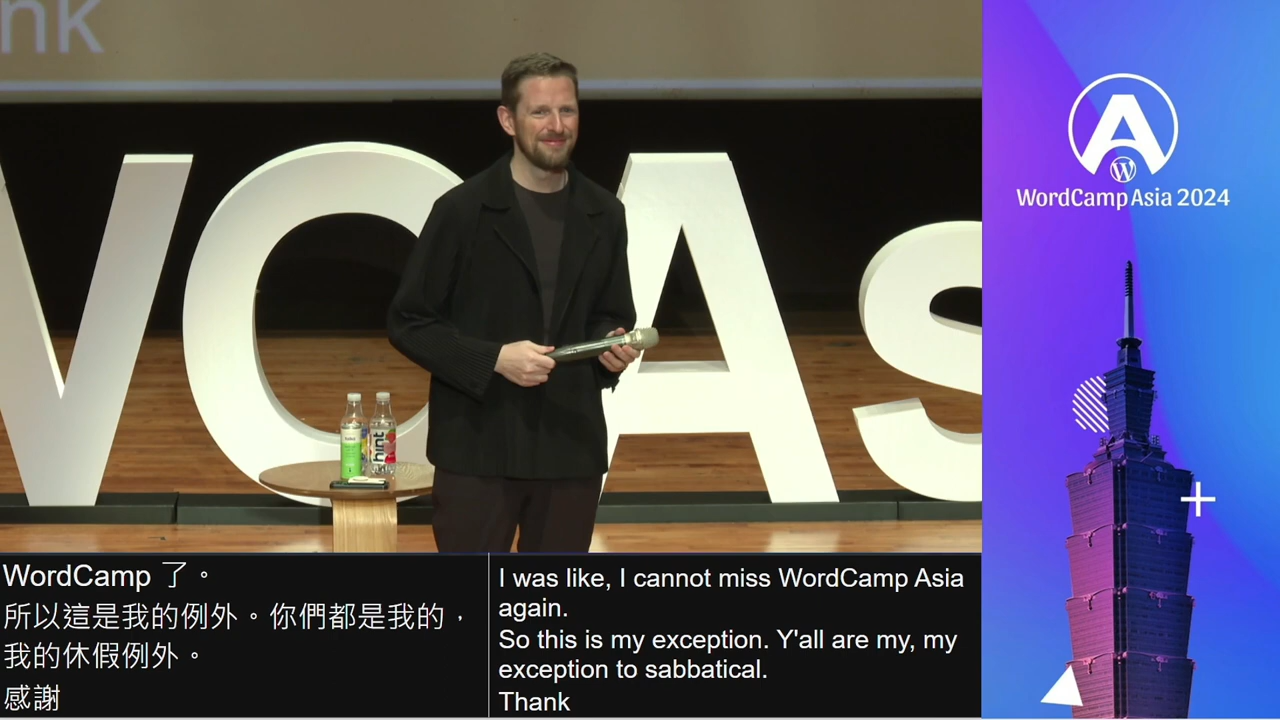 nk
WCAs
hint
WordCamp 了。
所以這是我的例外。你們都是我的，
我的休假例外。
感謝
I was like, I cannot miss WordCamp Asia
again.
So this is my exception. Y'all are my, my
exception to sabbatical.
Thank
WordCamp Asia 2024